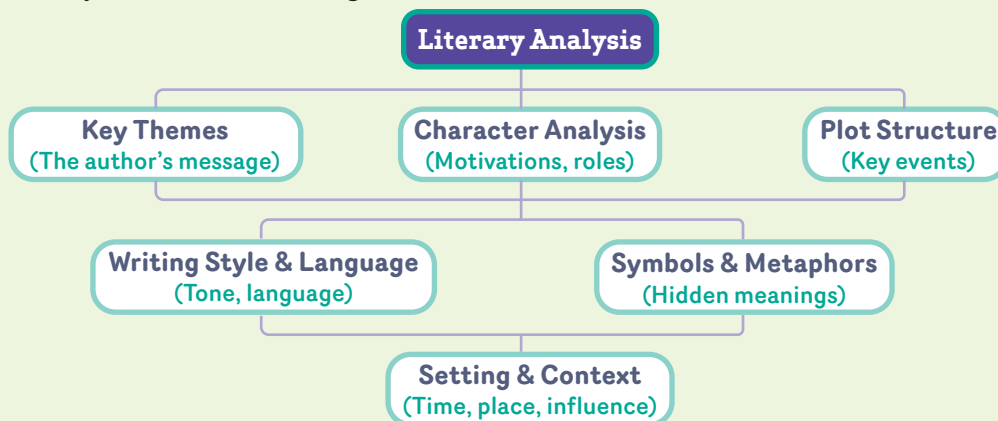 Literary Analysis
Key Themes
(The author's message)
Character Analysis
(Motivations, roles)
Plot Structure
(Key events)
Writing Style & Language
(Tone, language)
Symbols & Metaphors
(Hidden meanings)
Setting & Context
(Time, place, influence)